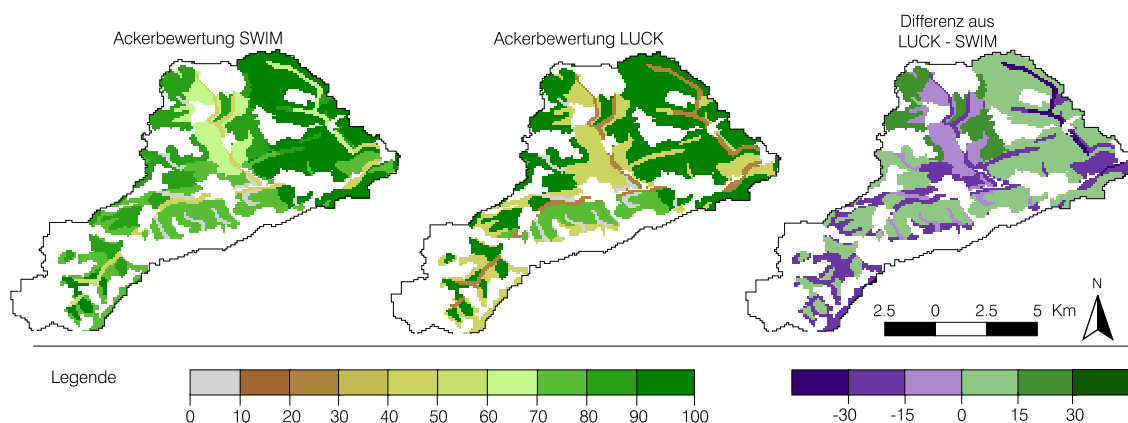 Ackerbewertung SWIM
Ackerbewertung LUCK
Differenz aus
LUCK - SWIM
N
2.5 0 2.5 5 Km
Legende
0 10 20 30 40 50 60 70 80 90 100
-30 -15 0 15 30